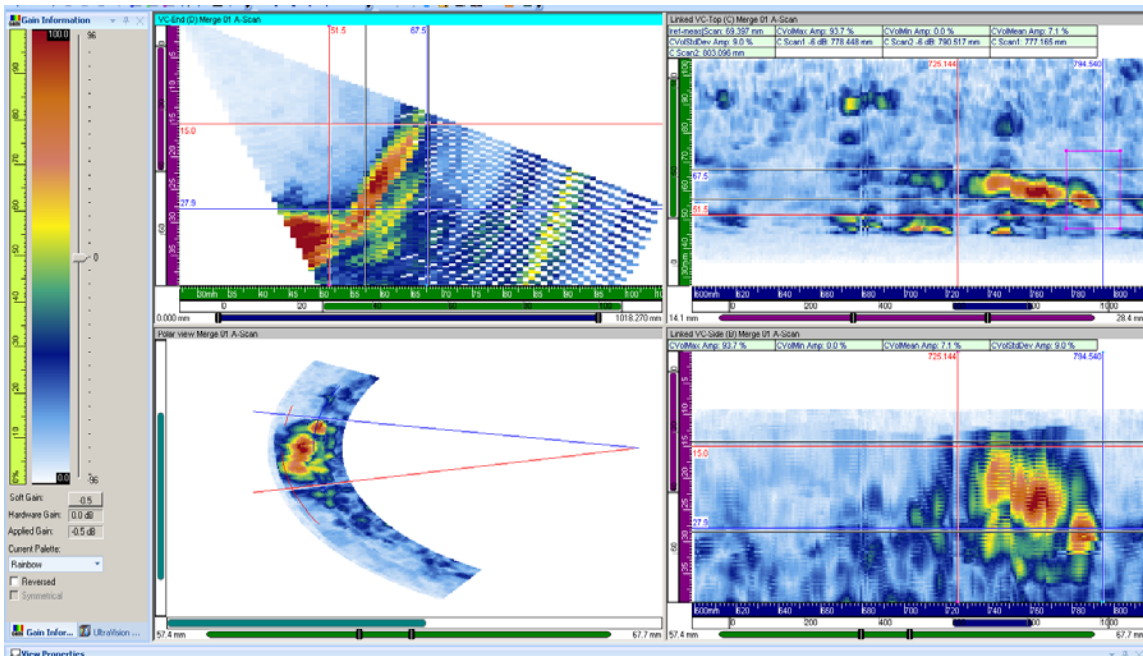 Gain Information
100.0
96
0
0.0
-96
Soft Gain: -0.5
Hardware Gain: 0.0 dB
Applied Gain: -0.5 dB
Current Palette:
Rainbow
Reversed
Symmetrical
Gain Infor... UltraVision ...
View Properties
VC-End (D) Merge 01 A-Scan
51.5 67.5
15.0
27.9
0.000 mm 1018.270 mm
Polar view Merge 01 A-Scan
57.4 mm 67.7 mm
Linked VC-Top (C) Merge 01 A-Scan
CVolMax Amp: 93.7 % CVolMin Amp: 0.0 % CVolMean Amp: 7.1 %
CVolStdDev Amp: 9.0 % C Scan1 -6 dB: 778.448 mm C Scan2 -6 dB: 790.517 mm C Scan1: 777.165 mm
C Scan2: 803.096 mm
725.144 794.540
67.5
51.5
14.1 mm 28.4 mm
Linked VC-Side (B) Merge 01 A-Scan
CVolMax Amp: 93.7 % CVolMin Amp: 0.0 % CVolMean Amp: 7.1 % CVolStdDev Amp: 9.0 %
725.144 794.540
15.0
27.9
57.4 mm 67.7 mm